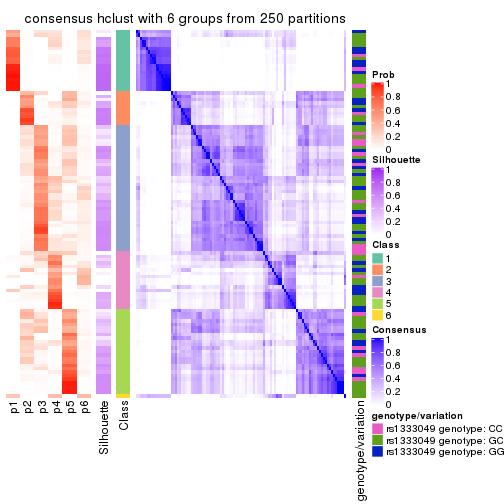 consensus hclust with 6 groups from 250 partitions
Prob
1
0.8
0.6
0.4
0.2
0
Silhouette
1
0.8
0.6
0.4
0.2
0
Class
1
2
3
4
5
6
Consensus
1
0.8
0.6
0.4
0.2
0
genotype/variation
rs1333049 genotype: CC
rs1333049 genotype: GC
rs1333049 genotype: GG
p1
p2
p3
p4
p5
p6
Silhouette
Class
genotype/variation